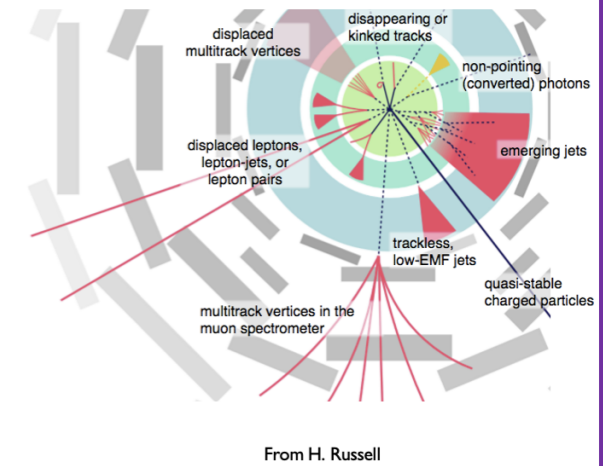 disappearing or
kinked tracks
displaced
multitrack vertices
non-pointing
(converted) photons
displaced leptons,
lepton-jets, or
lepton pairs
emerging jets
trackless,
low-EMF jets
quasi-stable
charged particles
multitrack vertices in the
muon spectrometer
From H. Russell